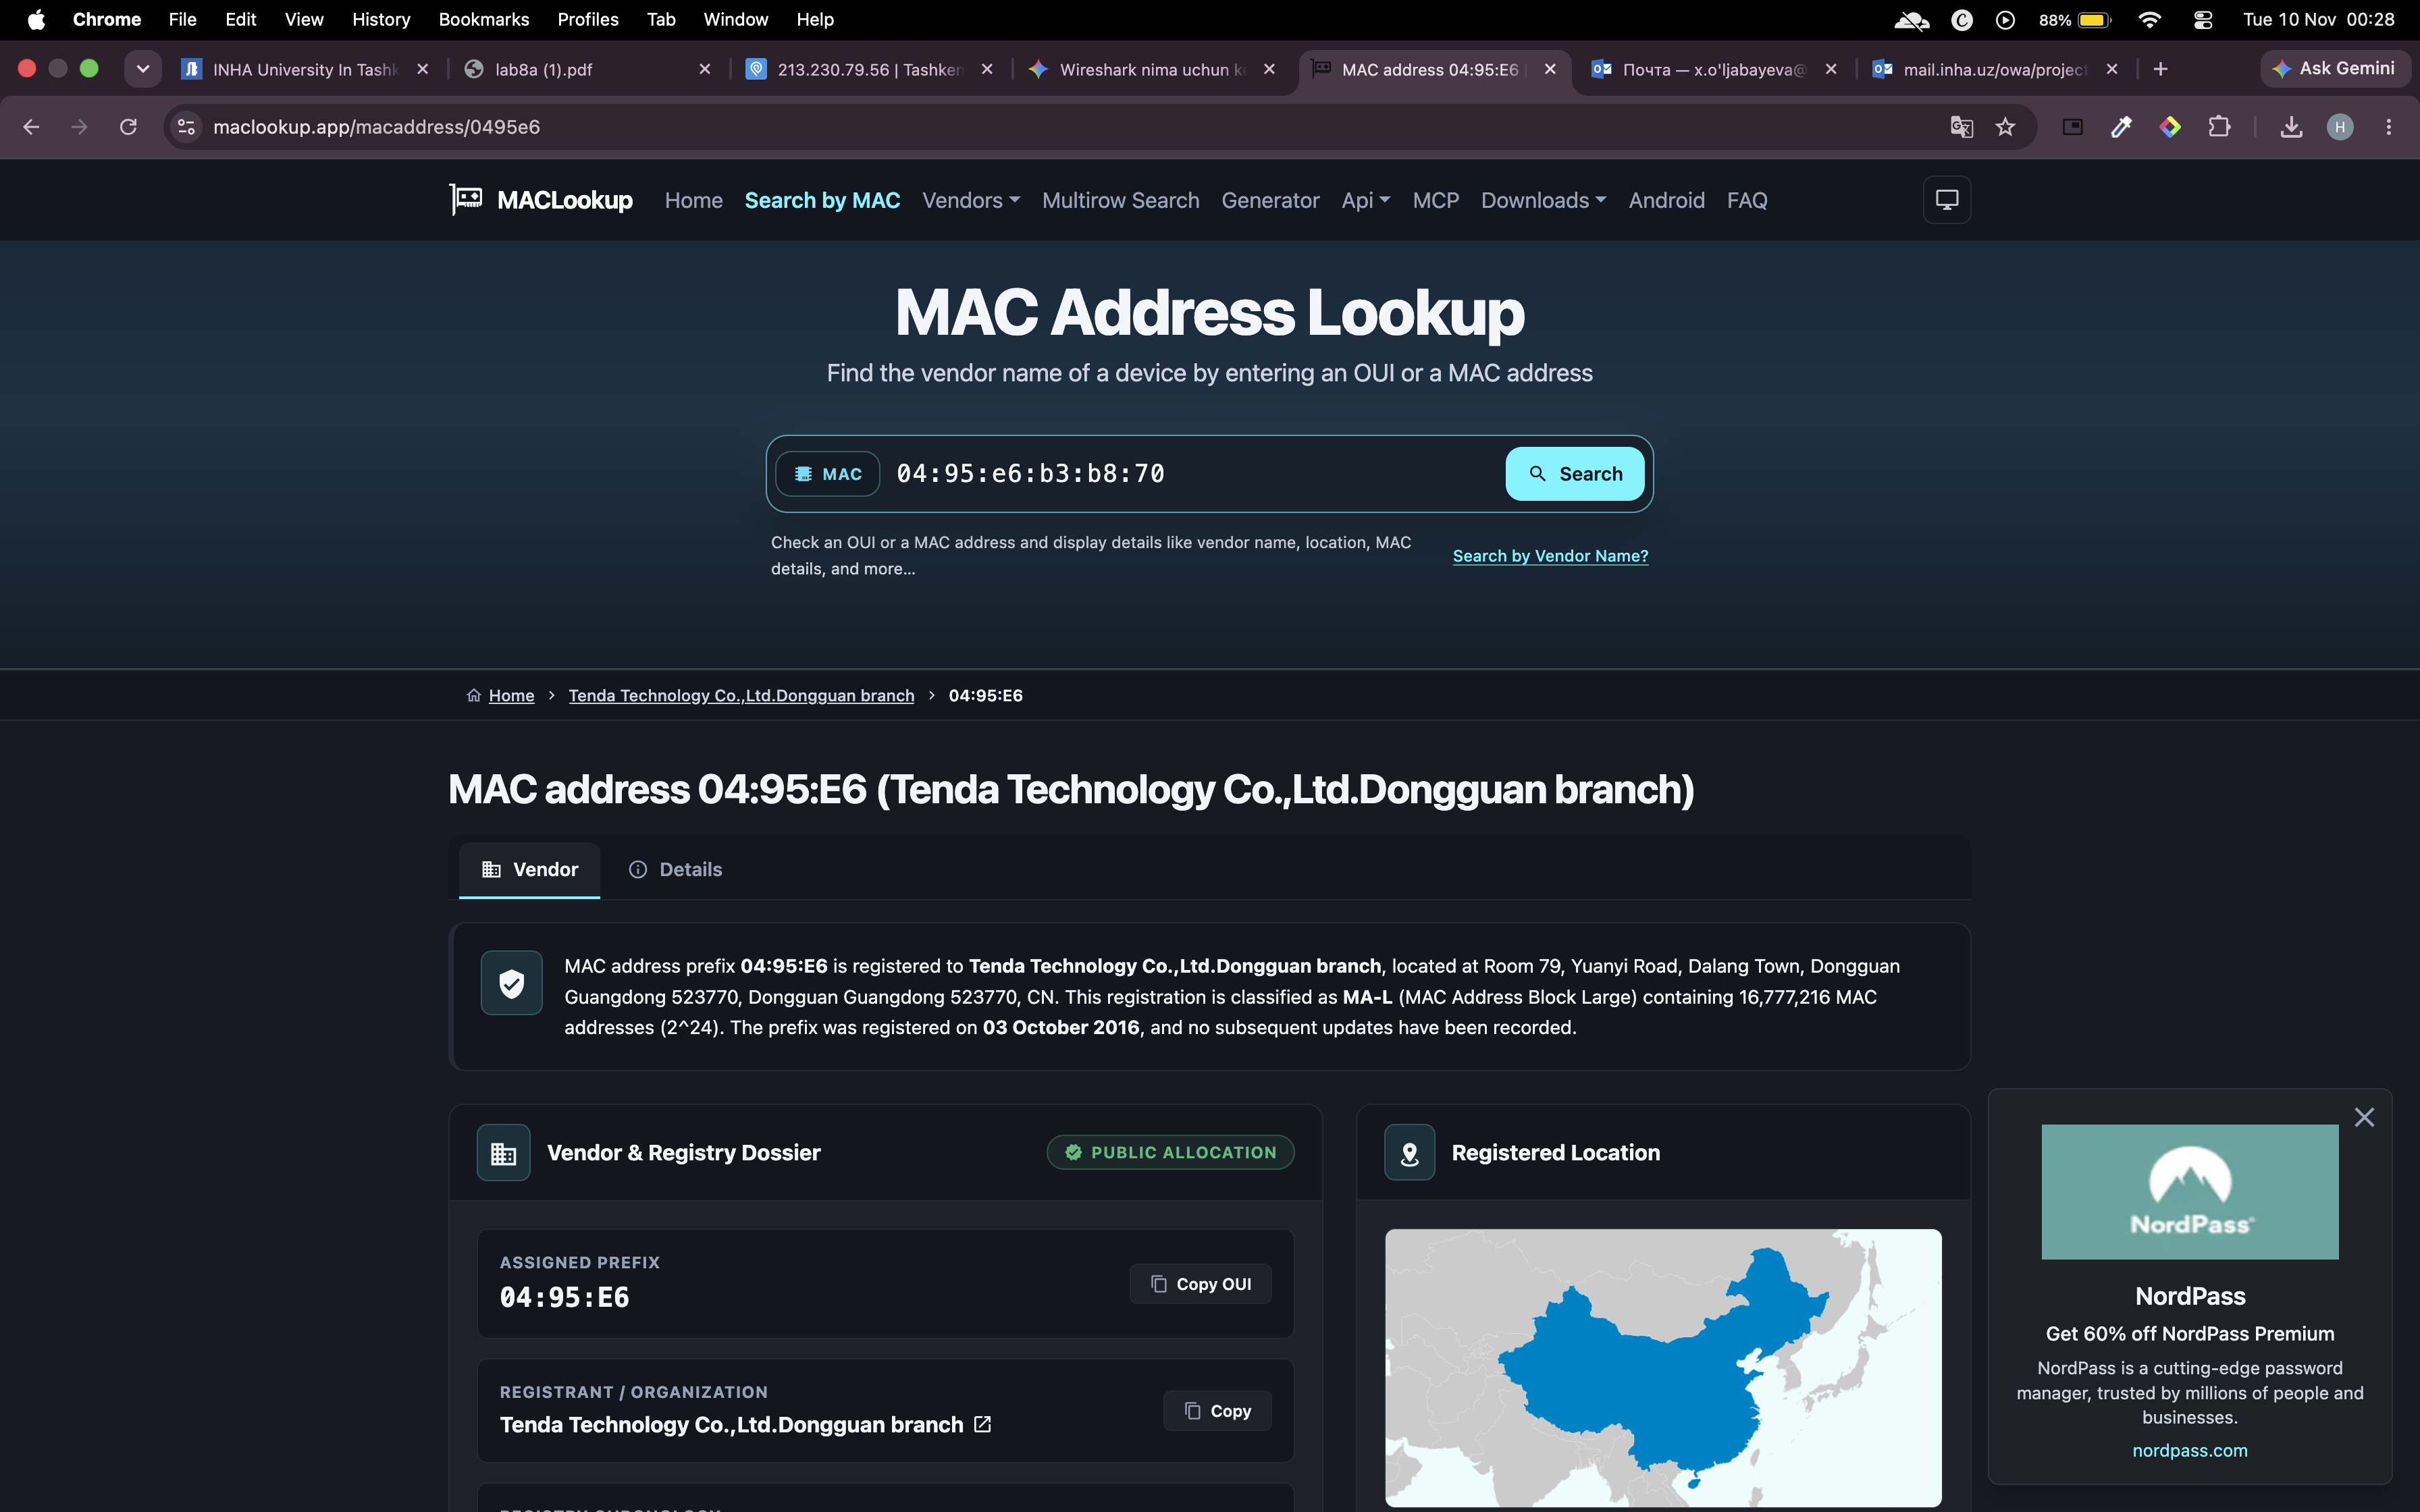 Chrome File Edit View History Bookmarks Profiles Tab Window Help 88% Tue 10 Nov 00:28
INHA University In Tashk lab8a (1).pdf 213.230.79.56 | Tashken Wireshark nima uchun k MAC address 04:95:E6 Почта — x.o'ljabayeva@ mail.inha.uz/owa/project Ask Gemini
maclookup.app/macaddress/0495e6 H
MACLookup Home Search by MAC Vendors Multirow Search Generator Api MCP Downloads Android FAQ
MAC Address Lookup
Find the vendor name of a device by entering an OUI or a MAC address
MAC 04:95:e6:b3:b8:70 Search
Check an OUI or a MAC address and display details like vendor name, location, MAC
details, and more...
Search by Vendor Name?
Home > Tenda Technology Co.,Ltd.Dongguan branch > 04:95:E6
MAC address 04:95:E6 (Tenda Technology Co.,Ltd.Dongguan branch)
Vendor Details
MAC address prefix 04:95:E6 is registered to Tenda Technology Co.,Ltd.Dongguan branch, located at Room 79, Yuanyi Road, Dalang Town, Dongguan
Guangdong 523770, Dongguan Guangdong 523770, CN. This registration is classified as MA-L (MAC Address Block Large) containing 16,777,216 MAC
addresses (2^24). The prefix was registered on 03 October 2016, and no subsequent updates have been recorded.
Vendor & Registry Dossier PUBLIC ALLOCATION
ASSIGNED PREFIX
04:95:E6
Copy OUI
REGISTRANT / ORGANIZATION
Tenda Technology Co.,Ltd.Dongguan branch
Copy
Registered Location
NordPass
NordPass
Get 60% off NordPass Premium
NordPass is a cutting-edge password
manager, trusted by millions of people and
businesses.
nordpass.com